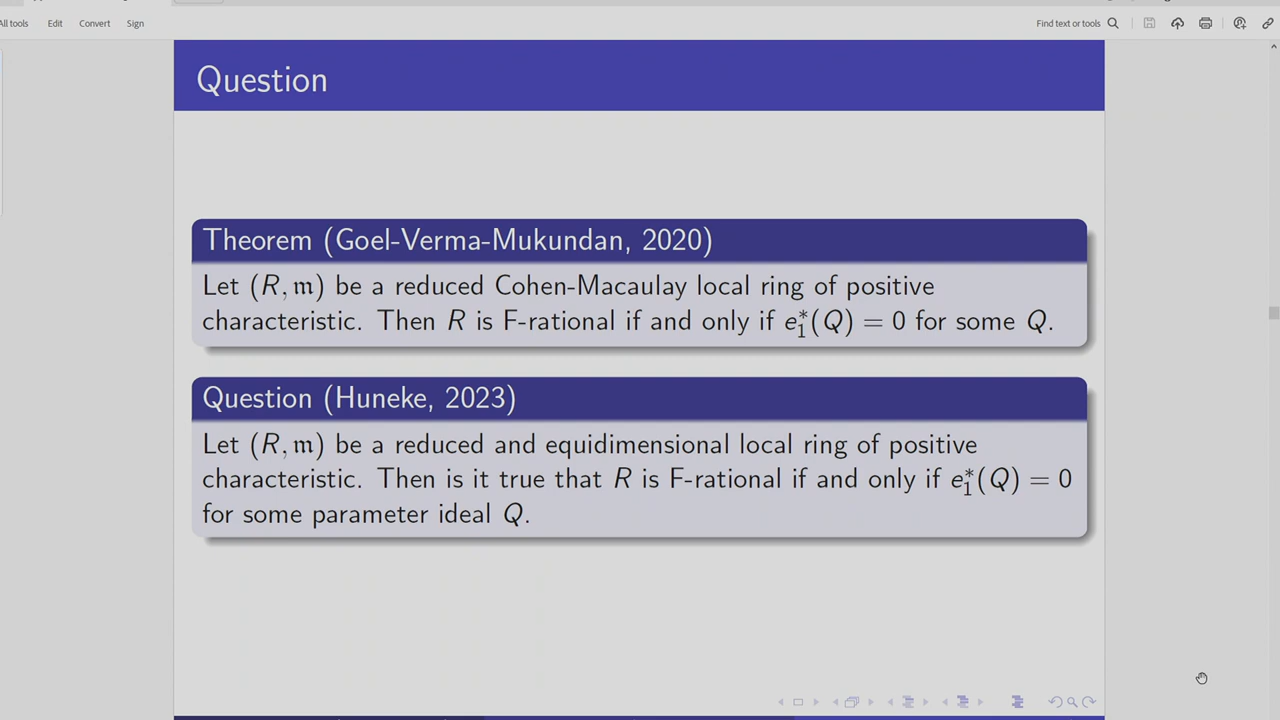 All tools Edit Convert Sign Find text or tools
Question
Theorem (Goel-Verma-Mukundan, 2020)
Let (R, 𝔪) be a reduced Cohen-Macaulay local ring of positive
characteristic. Then R is F-rational if and only if e₁*(Q) = 0 for some Q.
Question (Huneke, 2023)
Let (R, 𝔪) be a reduced and equidimensional local ring of positive
characteristic. Then is it true that R is F-rational if and only if e₁*(Q) = 0
for some parameter ideal Q.